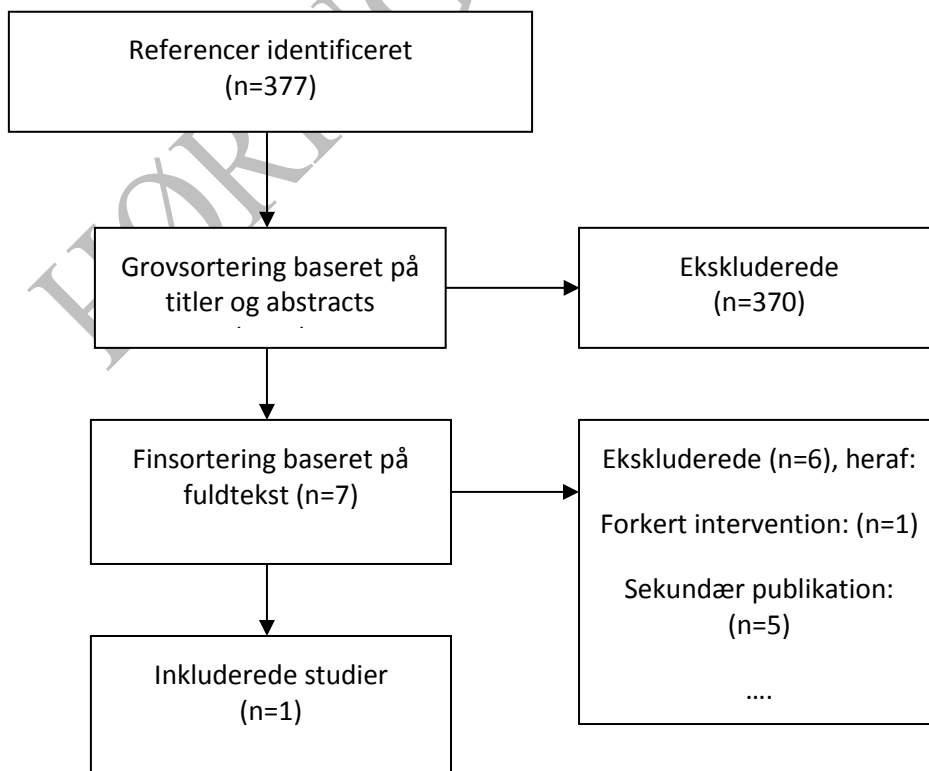 Referencer identificeret
(n=377)
Grovsortering baseret på
titler og abstracts
Ekskluderede
(n=370)
Finsortering baseret på
fuldtekst (n=7)
Ekskluderede (n=6), heraf:
Forkert intervention: (n=1)
Sekundær publikation:
(n=5)
....
Inkluderede studier
(n=1)